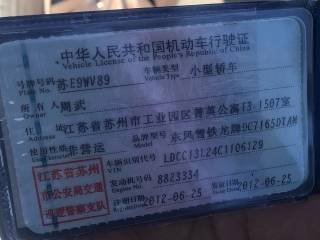 中华人民共和国机动车行驶证
Vehicle License of the People's Republic of China
号牌号码 苏E9WV89 车辆类型 小型轿车
Plate No. Vehicle Type
所有人 周武
Owner
住址 江苏省苏州市工业园区菁英公寓13-1507室
Address
使用性质 非营运 品牌型号 东风雪铁龙牌DC7165DTAM
Use Character Model
江苏省苏州
市公安局交通
巡逻警察支队
车辆识别代号 LDCC13L24C1106129
VIN
发动机号码 8823334
Engine No.
注册日期 2012-06-25 发证日期 2012-06-25
Register Date Issue Date